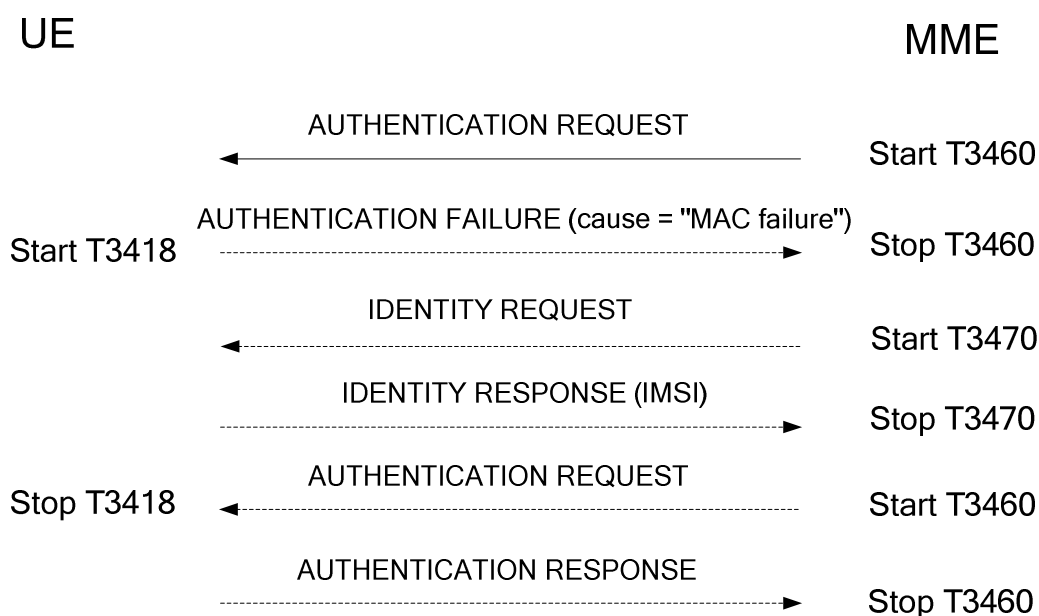 UE
MME
AUTHENTICATION REQUEST
Start T3460
AUTHENTICATION FAILURE (cause = "MAC failure")
Start T3418
Stop T3460
IDENTITY REQUEST
Start T3470
IDENTITY RESPONSE (IMSI)
Stop T3470
AUTHENTICATION REQUEST
Stop T3418
Start T3460
AUTHENTICATION RESPONSE
Stop T3460